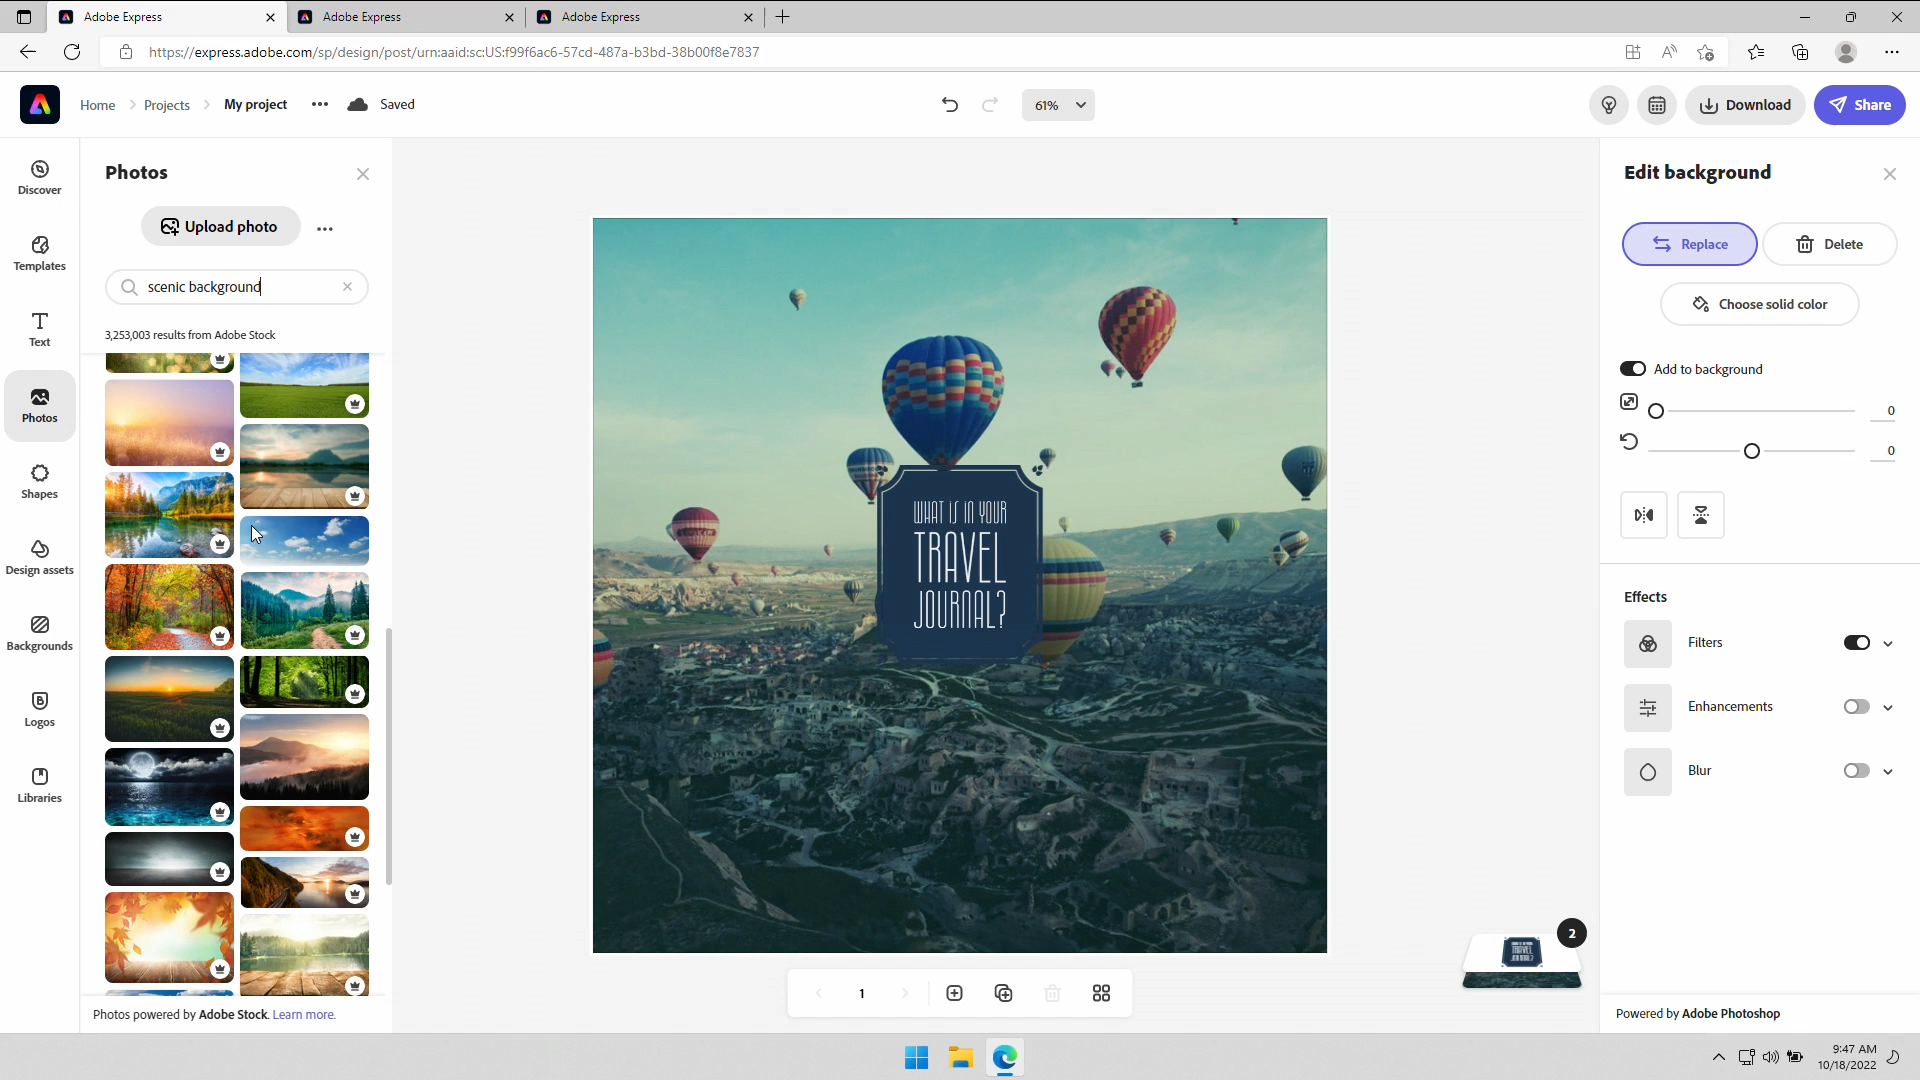 Adobe Express
Adobe Express
Adobe Express
https://express.adobe.com/sp/design/post/urn:aaid:sc:US:f99f6ac6-57cd-487a-b3bd-38b00f8e7837
Home
Projects
My project
Saved
61%
Download
Share
Discover
Templates
Text
Photos
Shapes
Design assets
Backgrounds
Logos
Libraries
Photos
Upload photo
scenic background
3,253,003 results from Adobe Stock
Photos powered by Adobe Stock. Learn more.
WHAT IS IN YOUR
TRAVEL
JOURNAL?
1
2
Edit background
Replace
Delete
Choose solid color
Add to background
0
0
Effects
Filters
Enhancements
Blur
Powered by Adobe Photoshop
9:47 AM
10/18/2022